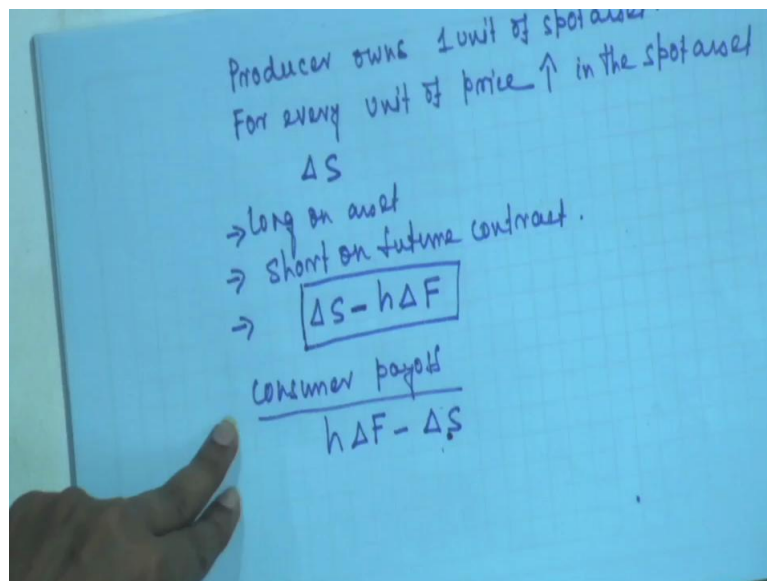 Producer owns 1 unit of spot asset.
For every unit of price ↑ in the spot asset
ΔS
→ Long on asset
→ Short on future contract.
→ ΔS - hΔF
Consumer payoff
hΔF - ΔS